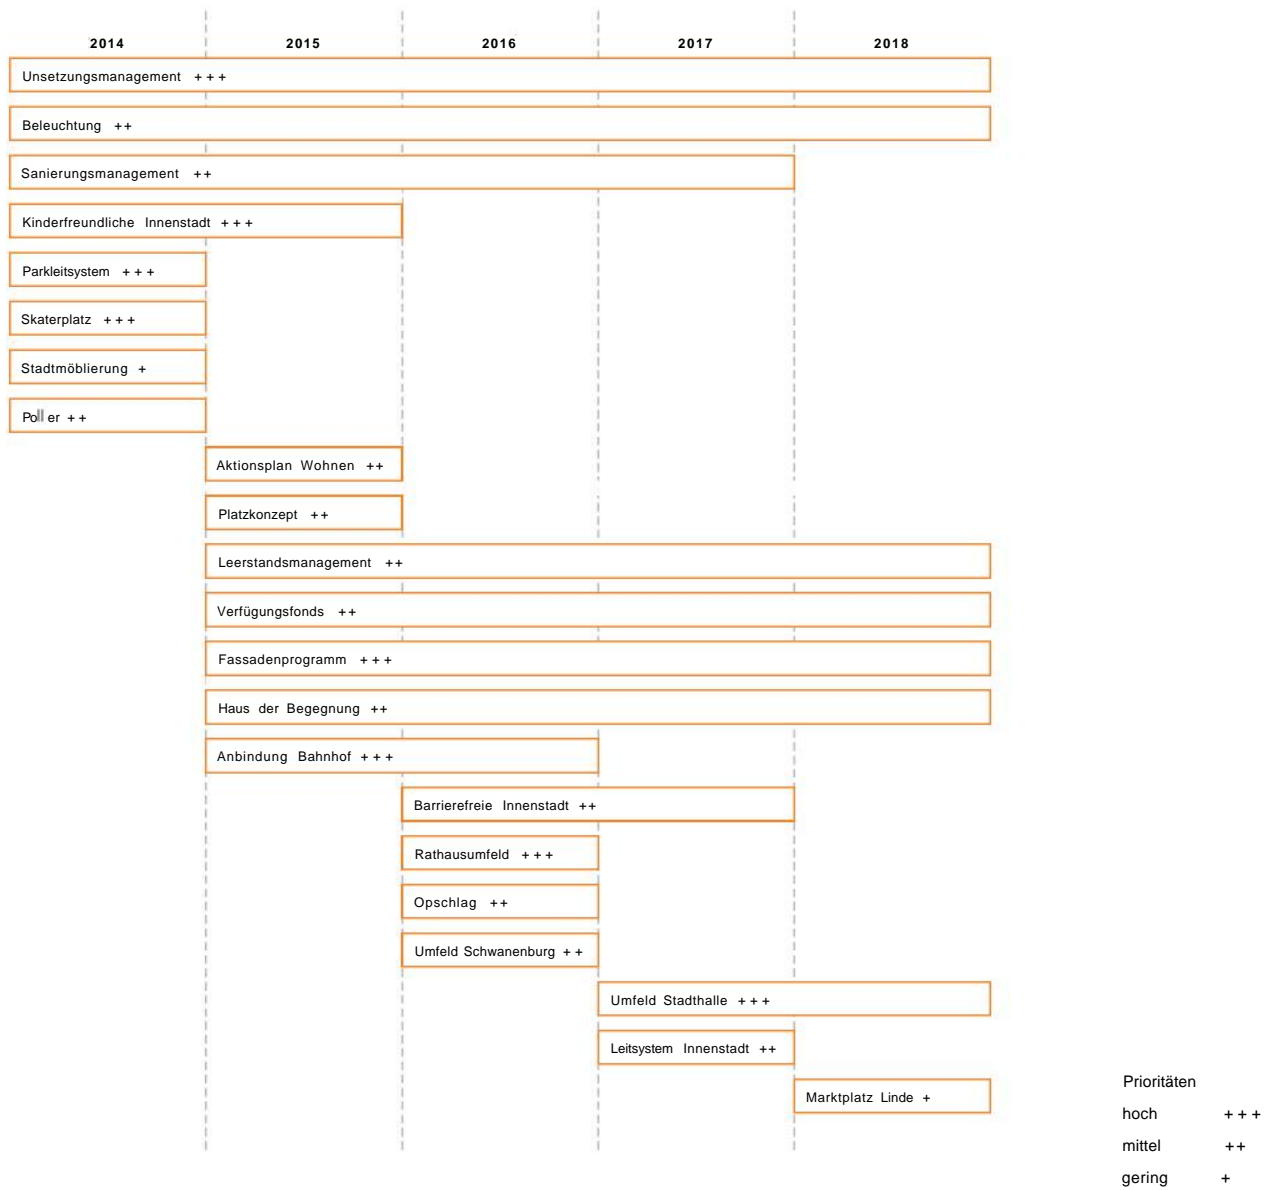 2014 2015 2016 2017 2018
Unsetzungsmanagement +++
Beleuchtung ++
Sanierungsmanagement ++
Kinderfreundliche Innenstadt +++
Parkleitsystem +++
Skaterplatz +++
Stadtmöblierung +
Poller ++
Aktionsplan Wohnen ++
Platzkonzept ++
Leerstandsmanagement ++
Verfügungsfonds ++
Fassadenprogramm +++
Haus der Begegnung ++
Anbindung Bahnhof +++
Barrierefreie Innenstadt ++
Rathausumfeld +++
Opschlag ++
Umfeld Schwanenburg ++
Umfeld Stadthalle +++
Leitsystem Innenstadt ++
Marktplatz Linde +
Prioritäten
hoch +++
mittel ++
gering +